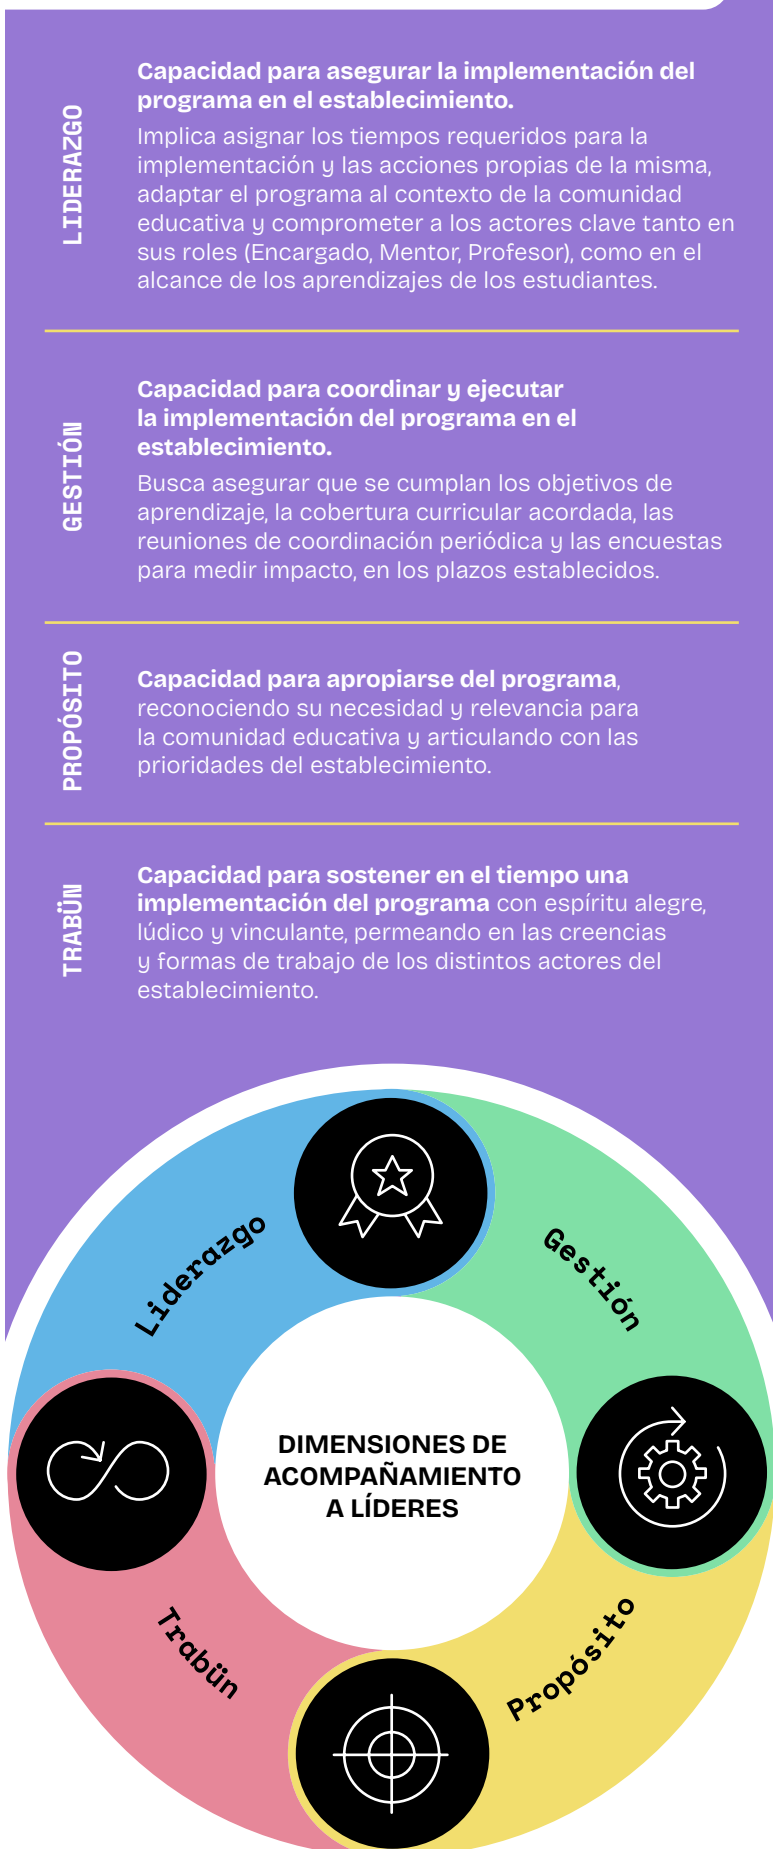 LIDERAZGO
Capacidad para asegurar la implementación del
programa en el establecimiento.
Implica asignar los tiempos requeridos para la
implementación y las acciones propias de la misma,
adaptar el programa al contexto de la comunidad
educativa y comprometer a los actores clave tanto en
sus roles (Encargado, Mentor, Profesor), como en el
alcance de los aprendizajes de los estudiantes.
GESTIÓN
Capacidad para coordinar y ejecutar
la implementación del programa en el
establecimiento.
Busca asegurar que se cumplan los objetivos de
aprendizaje, la cobertura curricular acordada, las
reuniones de coordinación periódica y las encuestas
para medir impacto, en los plazos establecidos.
PROPÓSITO
Capacidad para apropiarse del programa,
reconociendo su necesidad y relevancia para
la comunidad educativa y articulando con las
prioridades del establecimiento.
TRABÜN
Capacidad para sostener en el tiempo una
implementación del programa con espíritu alegre,
lúdico y vinculante, permeando en las creencias
y formas de trabajo de los distintos actores del
establecimiento.
Liderazgo
Gestión
DIMENSIONES DE
ACOMPAÑAMIENTO
A LÍDERES
Trabün
Propósito